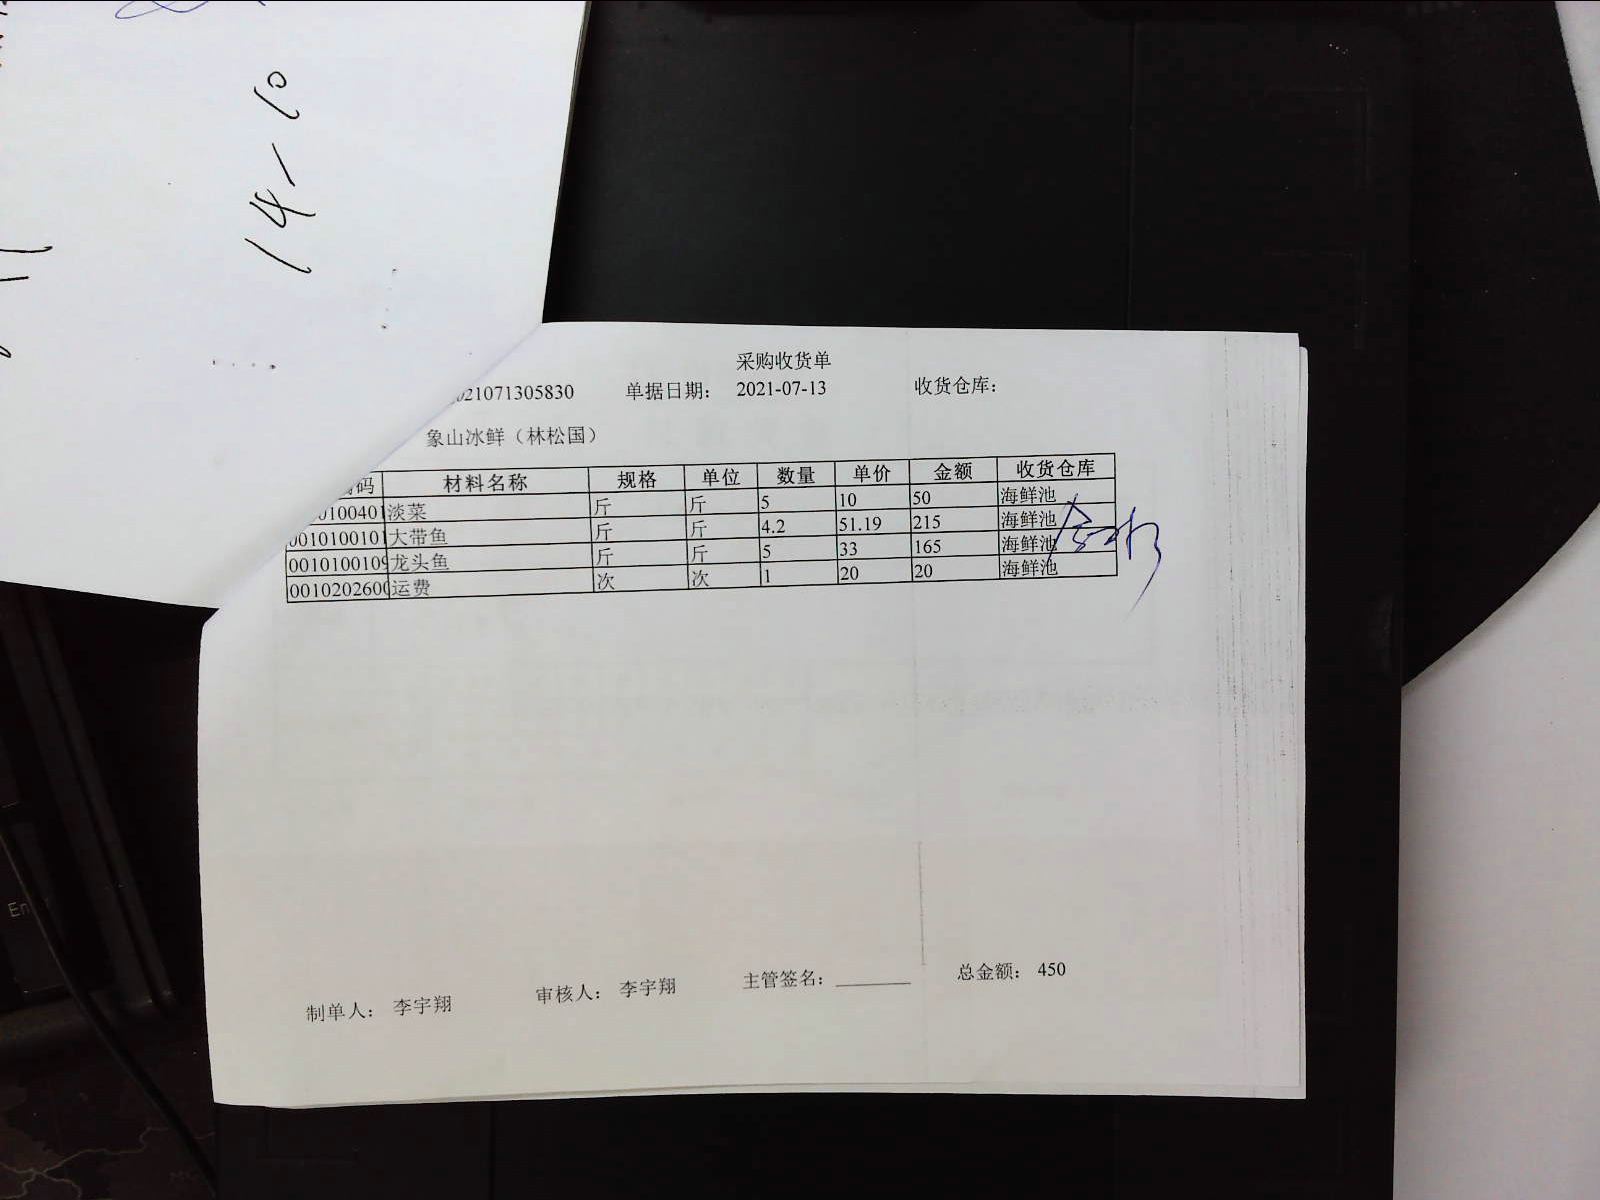 14-10
采购收货单
021071305830 单据日期: 2021-07-13 收货仓库:
象山冰鲜（林松国）
码 材料名称 规格 单位 数量 单价 金额 收货仓库
0100401 淡菜 斤 斤 5 10 50 海鲜池
0010100101 大带鱼 斤 斤 4.2 51.19 215 海鲜池
0010100109 龙头鱼 斤 斤 5 33 165 海鲜池
0010202600 运费 次 次 1 20 20 海鲜池
制单人: 李宇翔 审核人: 李宇翔 主管签名: 总金额: 450